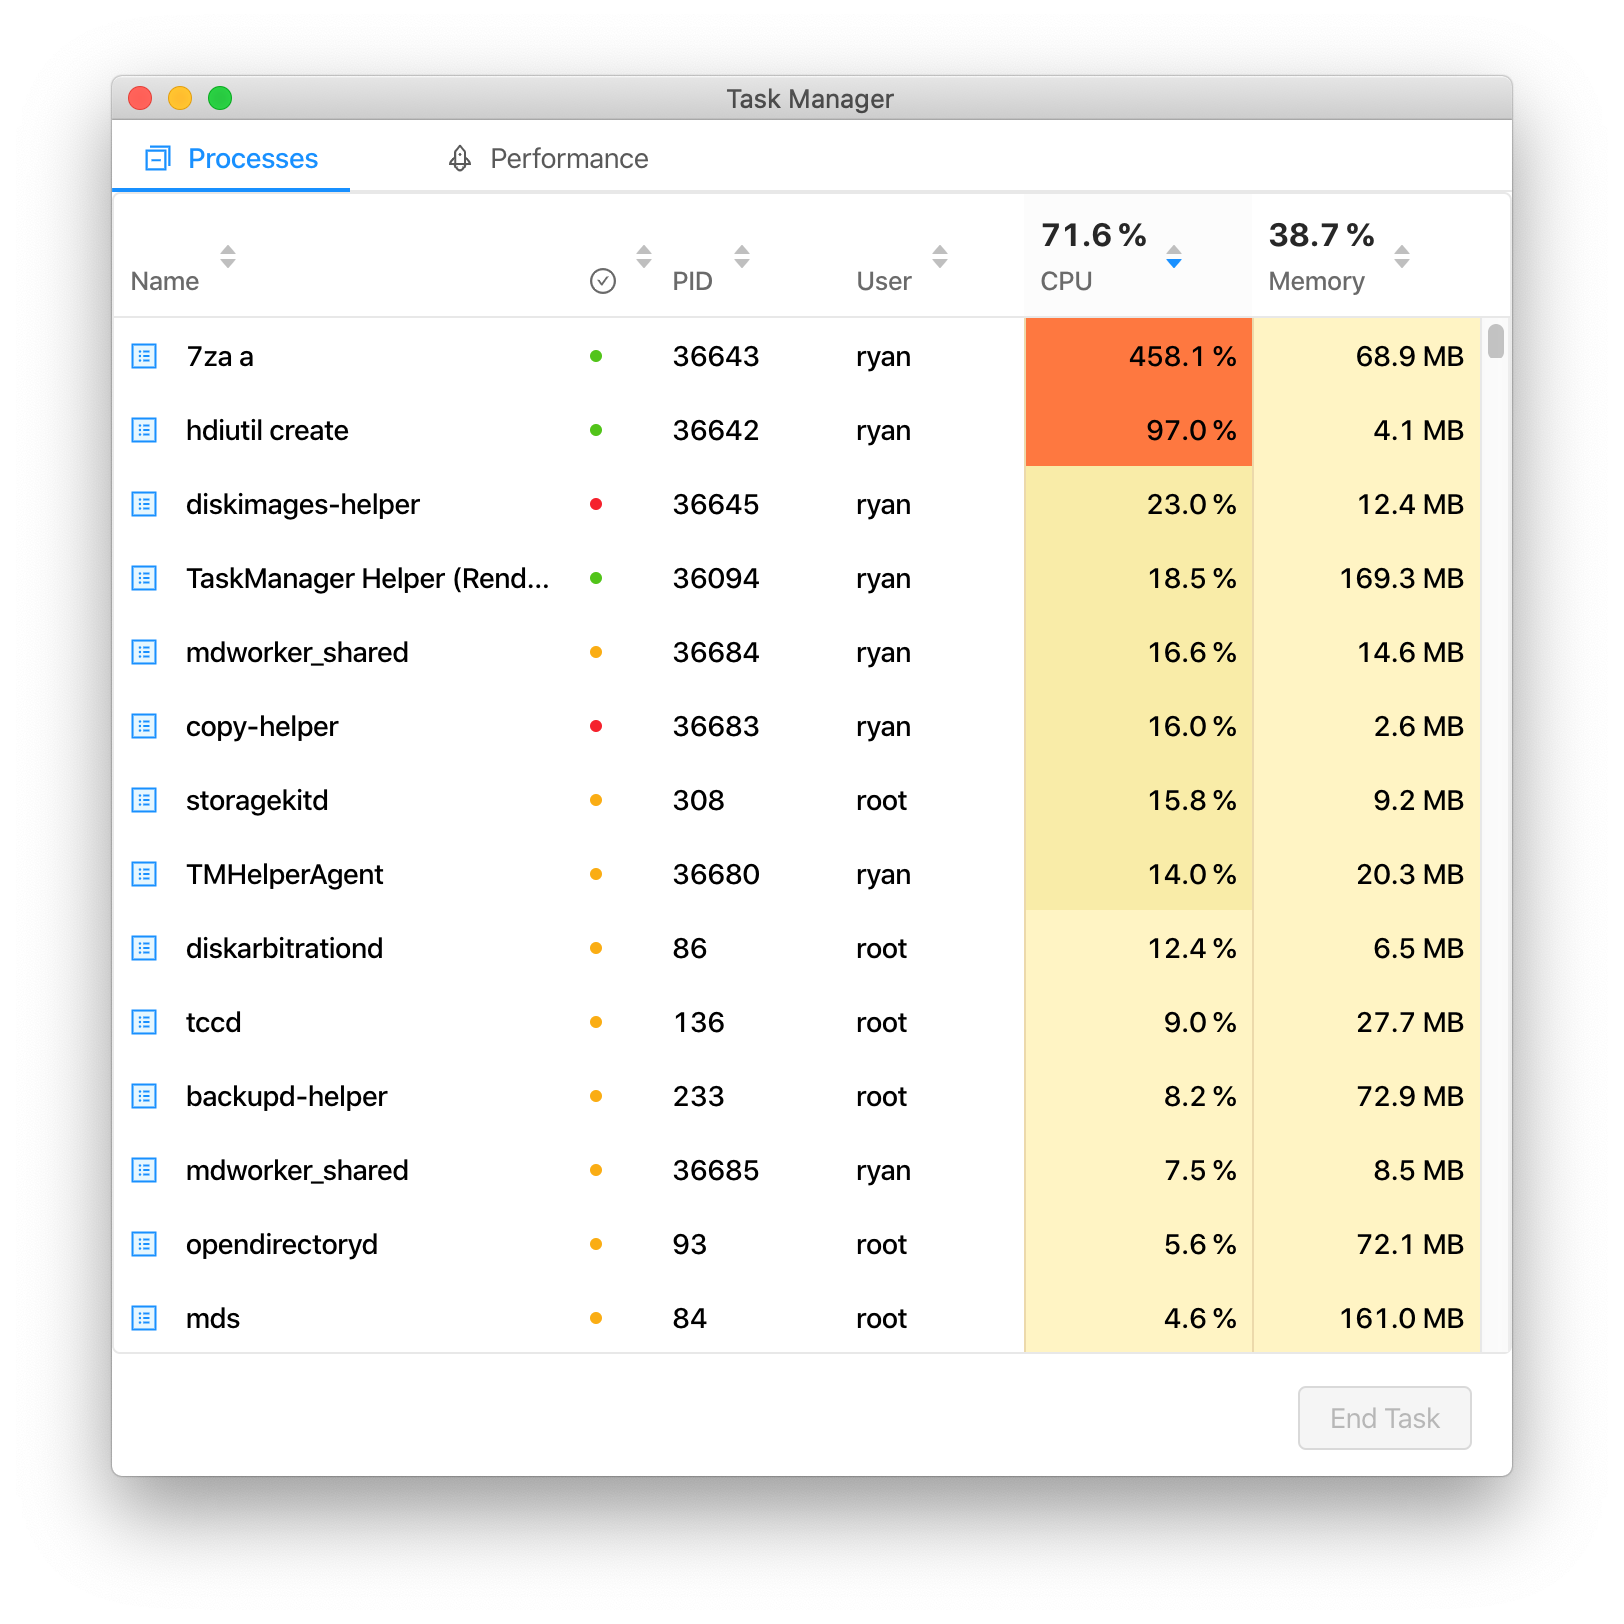 Task Manager
Processes Performance
71.6 % 38.7 %
Name PID User CPU Memory
7za a 36643 ryan 458.1 % 68.9 MB
hdiutil create 36642 ryan 97.0 % 4.1 MB
diskimages-helper 36645 ryan 23.0 % 12.4 MB
TaskManager Helper (Rend... 36094 ryan 18.5 % 169.3 MB
mdworker_shared 36684 ryan 16.6 % 14.6 MB
copy-helper 36683 ryan 16.0 % 2.6 MB
storagekitd 308 root 15.8 % 9.2 MB
TMHelperAgent 36680 ryan 14.0 % 20.3 MB
diskarbitrationd 86 root 12.4 % 6.5 MB
tccd 136 root 9.0 % 27.7 MB
backupd-helper 233 root 8.2 % 72.9 MB
mdworker_shared 36685 ryan 7.5 % 8.5 MB
opendirectoryd 93 root 5.6 % 72.1 MB
mds 84 root 4.6 % 161.0 MB
End Task